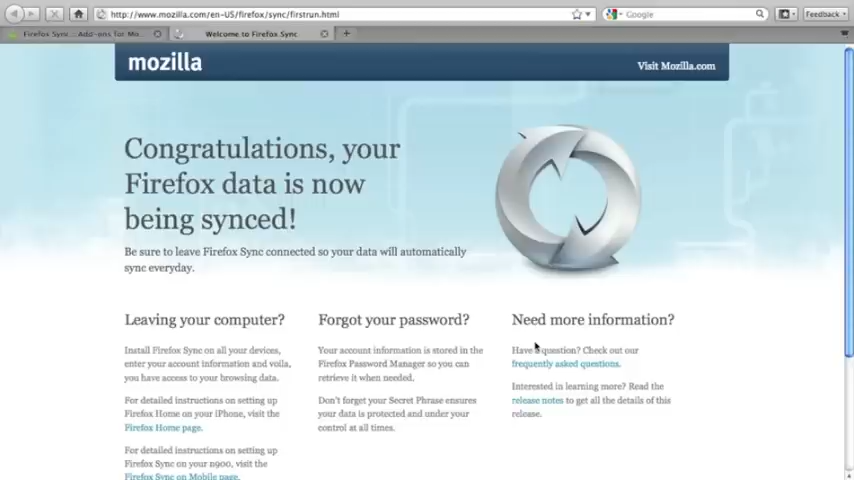 http://www.mozilla.com/en-US/firefox/sync/firstrun.html
Google
Feedback
Firefox Sync :: Add-ons for Mo...
Welcome to Firefox Sync
mozilla
Visit Mozilla.com
Congratulations, your
Firefox data is now
being synced!
Be sure to leave Firefox Sync connected so your data will automatically
sync everyday.
Leaving your computer?
Install Firefox Sync on all your devices,
enter your account information and voila,
you have access to your browsing data.
For detailed instructions on setting up
Firefox Home on your iPhone, visit the
Firefox Home page.
For detailed instructions on setting up
Firefox Sync on your n900, visit the
Firefox Sync on Mobile page.
Forgot your password?
Your account information is stored in the
Firefox Password Manager so you can
retrieve it when needed.
Don't forget your Secret Phrase ensures
your data is protected and under your
control at all times.
Need more information?
Have a question? Check out our
frequently asked questions.
Interested in learning more? Read the
release notes to get all the details of this
release.